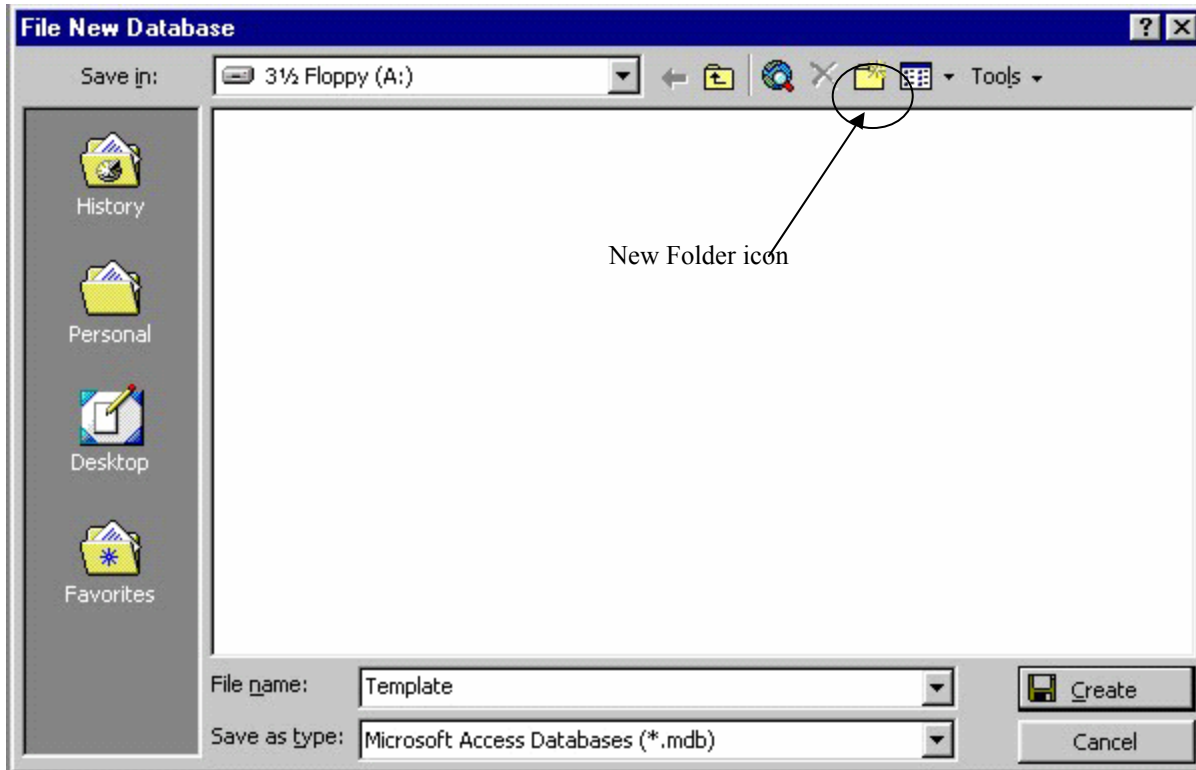 File New Database
Save in:
3½ Floppy (A:)
Tools
History
New Folder icon
Personal
Desktop
Favorites
File name:
Template
Create
Save as type:
Microsoft Access Databases (*.mdb)
Cancel